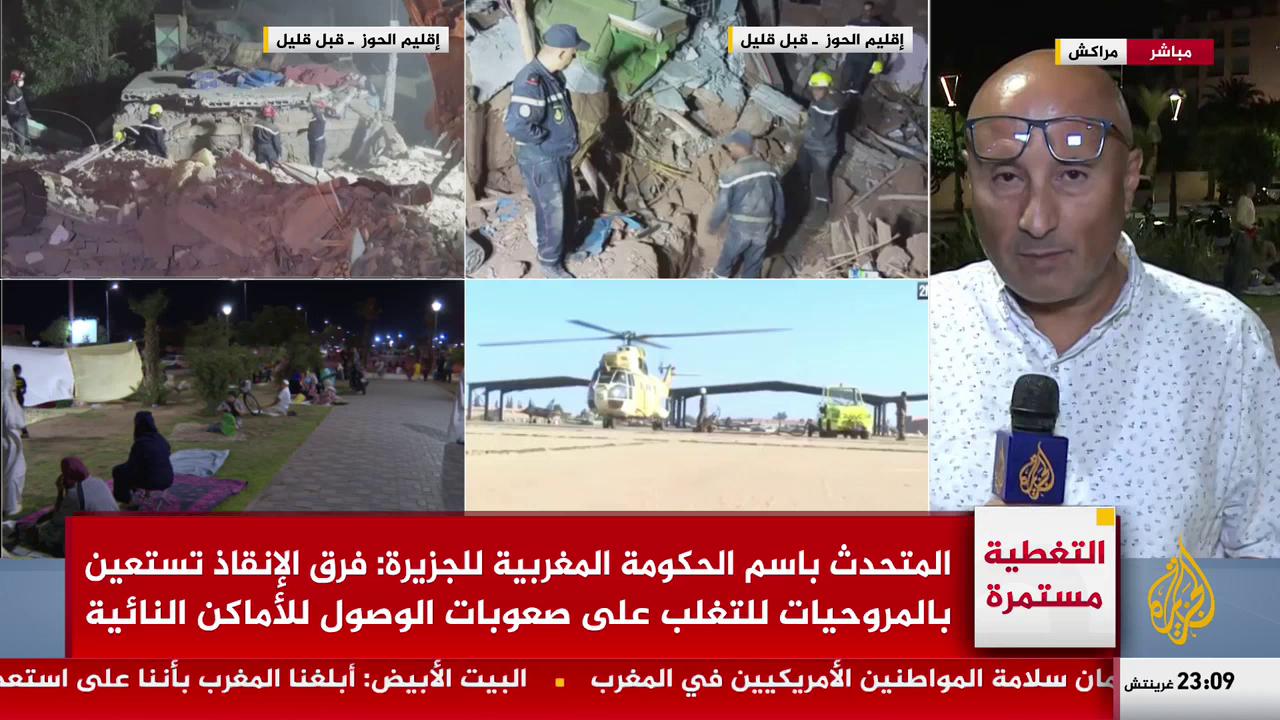 مباشر
مراكش
إقليم الحوز - قبل قليل
إقليم الحوز - قبل قليل
التغطية
مستمرة
المتحدث باسم الحكومة المغربية للجزيرة: فرق الإنقاذ تستعين
بالمروحيات للتغلب على صعوبات الوصول للأماكن النائية
سلامة المواطنين الأمريكيين في المغرب ▪ البيت الأبيض: أبلغنا المغرب بأننا على
23:09 غرينتش
الجزيرة